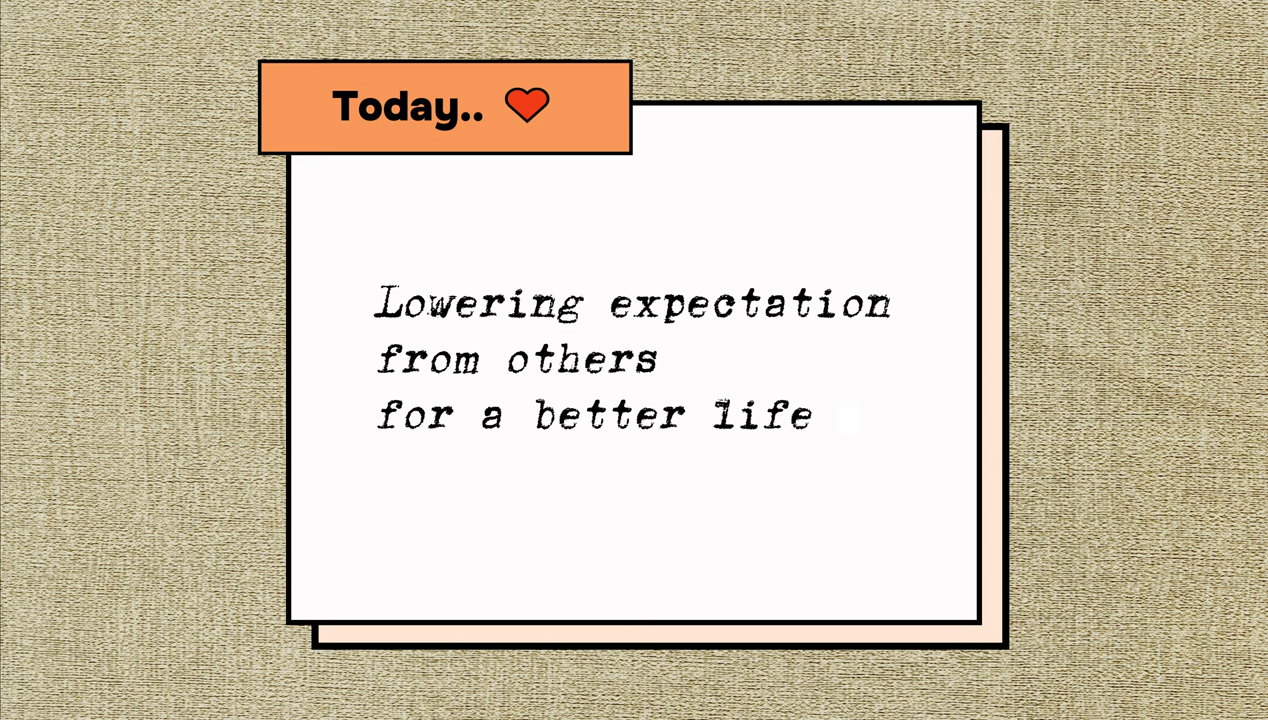 Today..
Lowering expectation
from others
for a better life